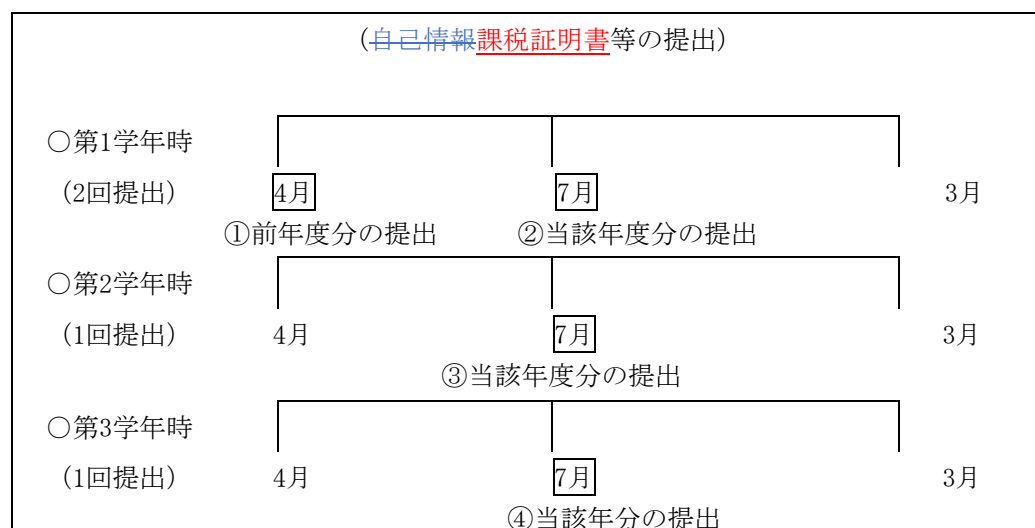 (自己情報課税証明書等の提出)
○第1学年時
(2回提出) 4月 7月 3月
①前年度分の提出 ②当該年度分の提出
○第2学年時
(1回提出) 4月 7月 3月
③当該年度分の提出
○第3学年時
(1回提出) 4月 7月 3月
④当該年分の提出